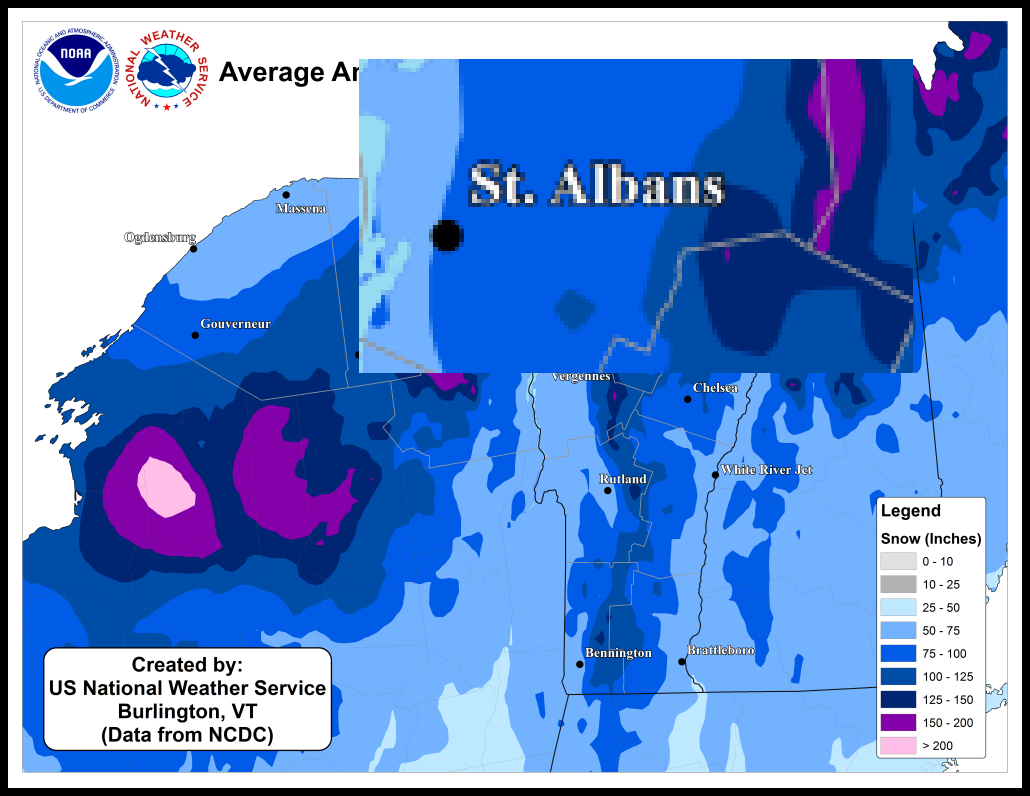 NATIONAL OCEANIC AND ATMOSPHERIC ADMINISTRATION
NOAA
U.S. DEPARTMENT OF COMMERCE
NATIONAL WEATHER SERVICE
Average An
St. Albans
Massena
Ogdensburg
Gouverneur
Vergennes
Chelsea
White River Jct
Rutland
Bennington
Brattleboro
Legend
Snow (Inches)
0 - 10
10 - 25
25 - 50
50 - 75
75 - 100
100 - 125
125 - 150
150 - 200
> 200
Created by:
US National Weather Service
Burlington, VT
(Data from NCDC)